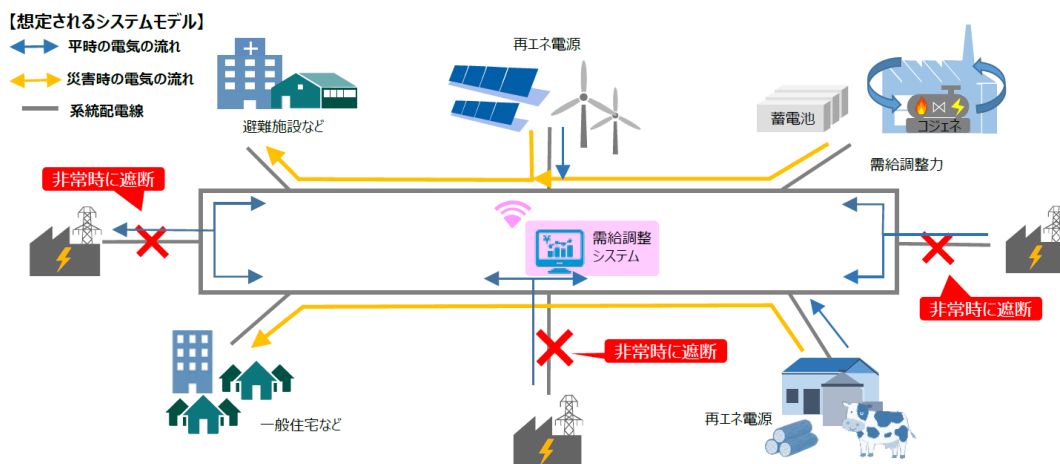 【想定されるシステムモデル】
平時の電気の流れ
災害時の電気の流れ
系統配電線
避難施設など
再エネ電源
蓄電池
コジェネ
需給調整力
非常時に遮断
¥
需給調整
システム
非常時に遮断
非常時に遮断
一般住宅など
再エネ電源